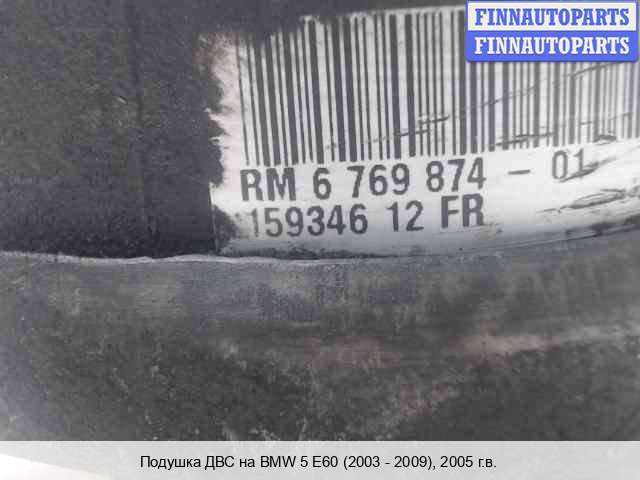 FINNAUTOPARTS
FINNAUTOPARTS
RM 6 769 874 - 01
159346 12 FR
Подушка ДВС на BMW 5 E60 (2003 - 2009), 2005 г.в.